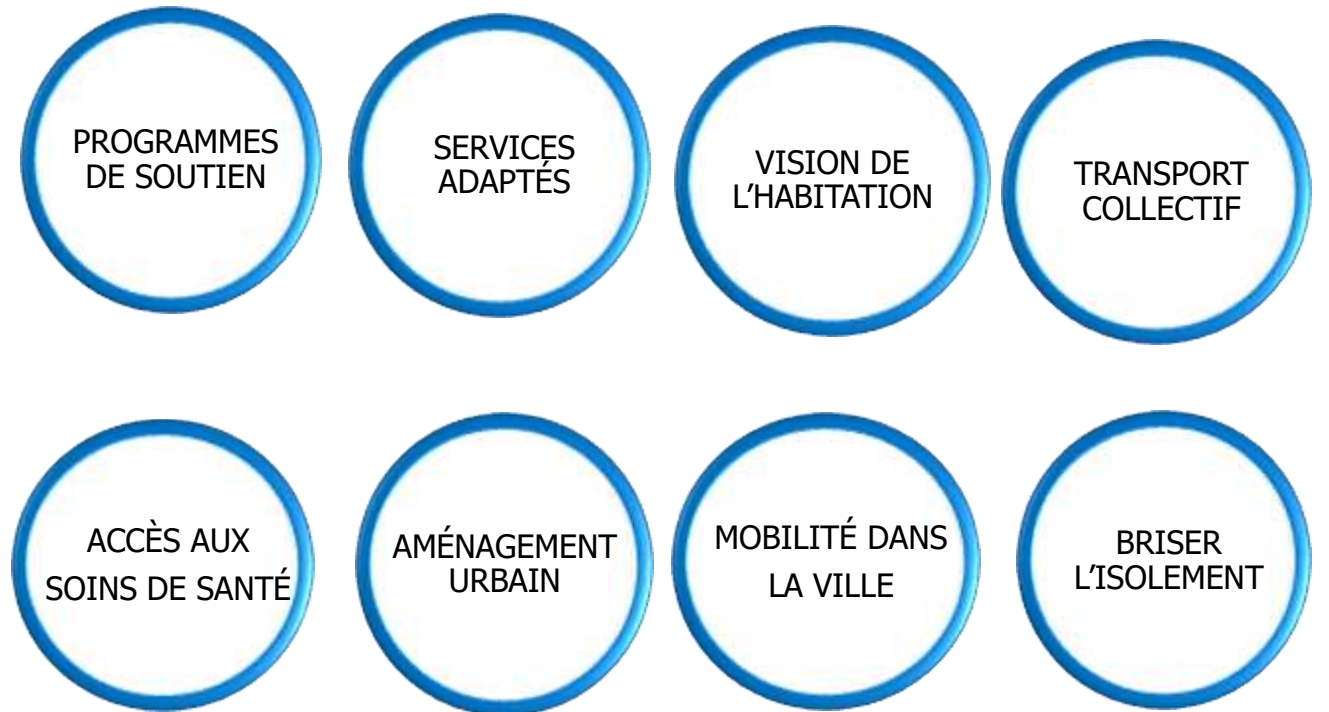 PROGRAMMES
DE SOUTIEN
SERVICES
ADAPTÉS
VISION DE
L’HABITATION
TRANSPORT
COLLECTIF
ACCÈS AUX
SOINS DE SANTÉ
AMÉNAGEMENT
URBAIN
MOBILITÉ DANS
LA VILLE
BRISER
L’ISOLEMENT